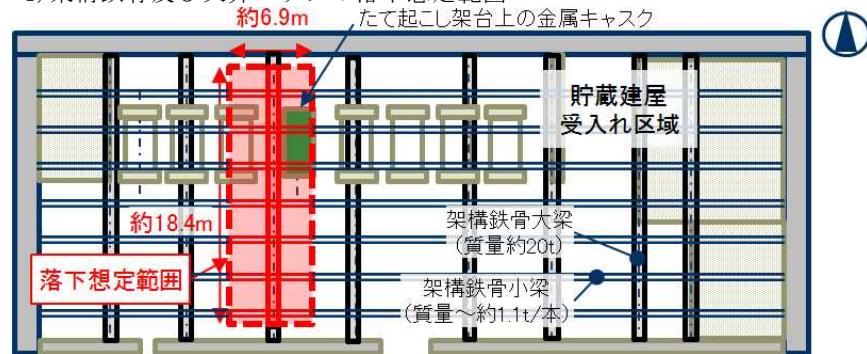 約6.9m
たて起こし架台上の金属キャスク
貯蔵建屋
受入れ区域
約18.4m
架構鉄骨大梁
(質量約20t)
落下想定範囲
架構鉄骨小梁
(質量～約1.1t/本)